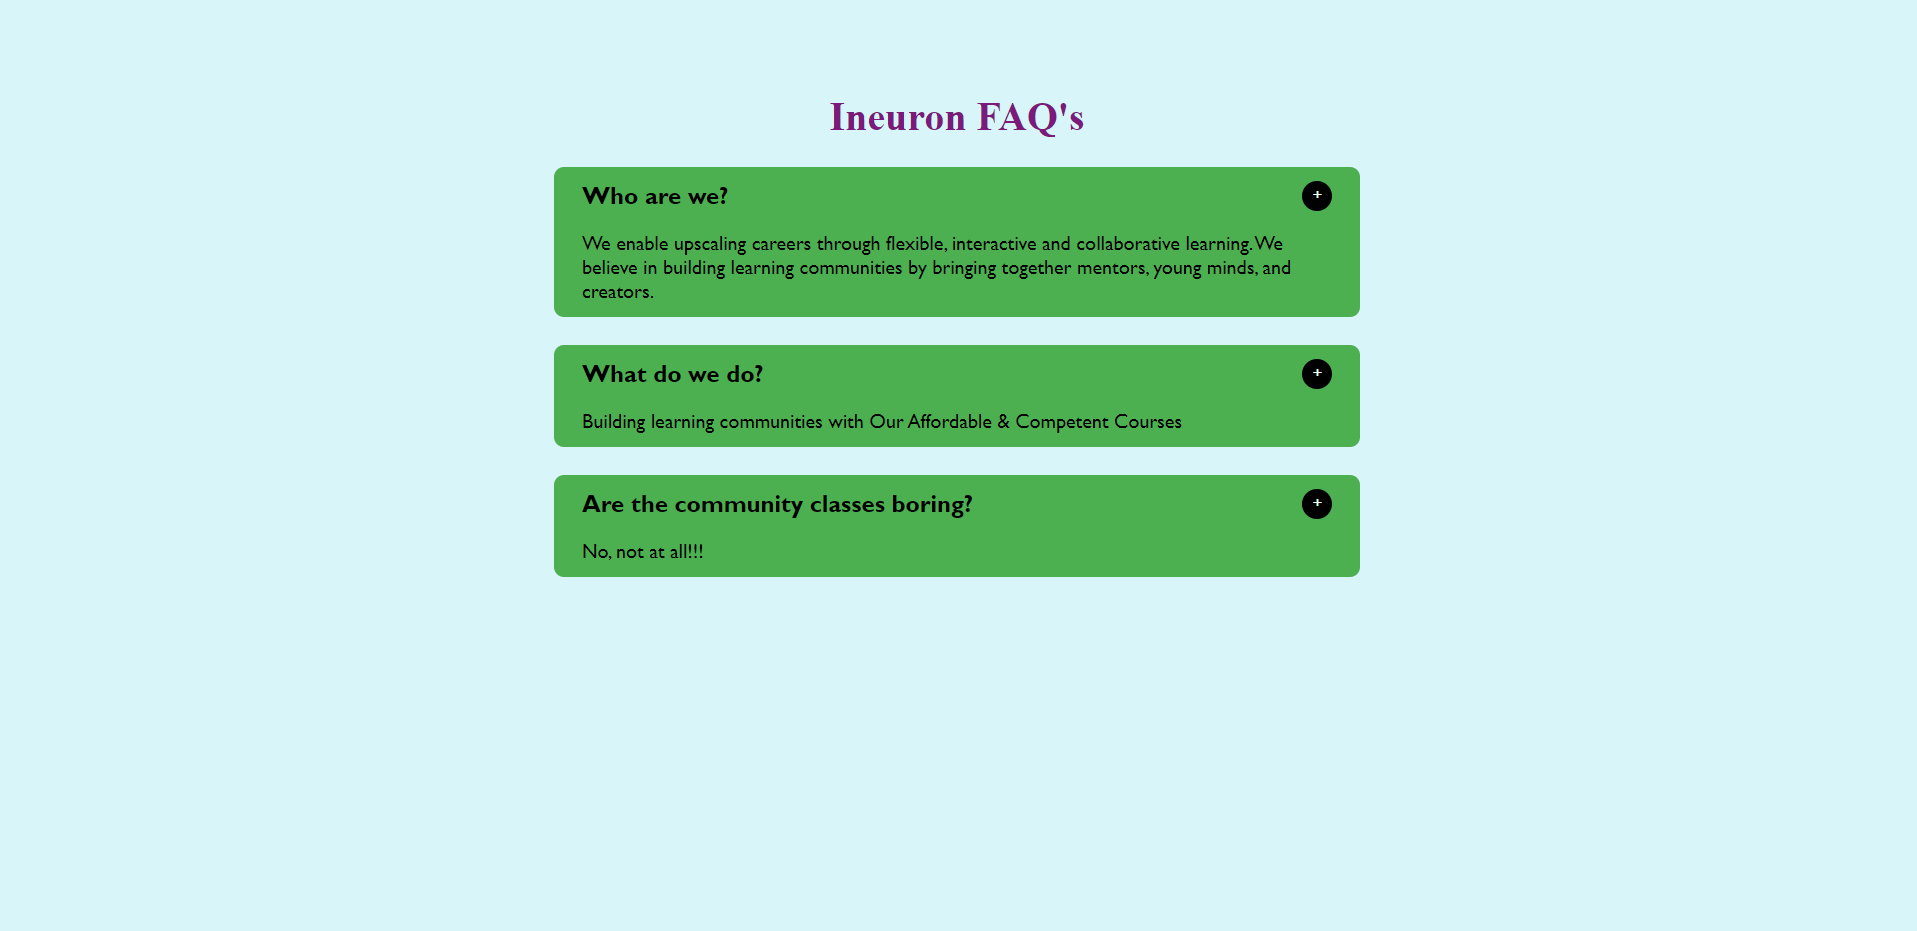 Ineuron FAQ's
Who are we?
+
We enable upscaling careers through flexible, interactive and collaborative learning. We
believe in building learning communities by bringing together mentors, young minds, and
creators.
What do we do?
+
Building learning communities with Our Affordable & Competent Courses
Are the community classes boring?
+
No, not at all!!!